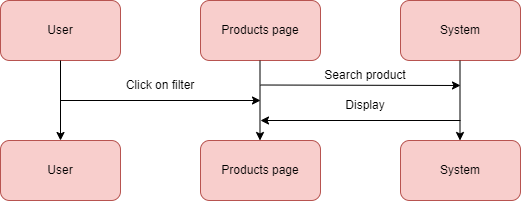 User
Products page
System
Search product
Click on filter
Display
User
Products page
System